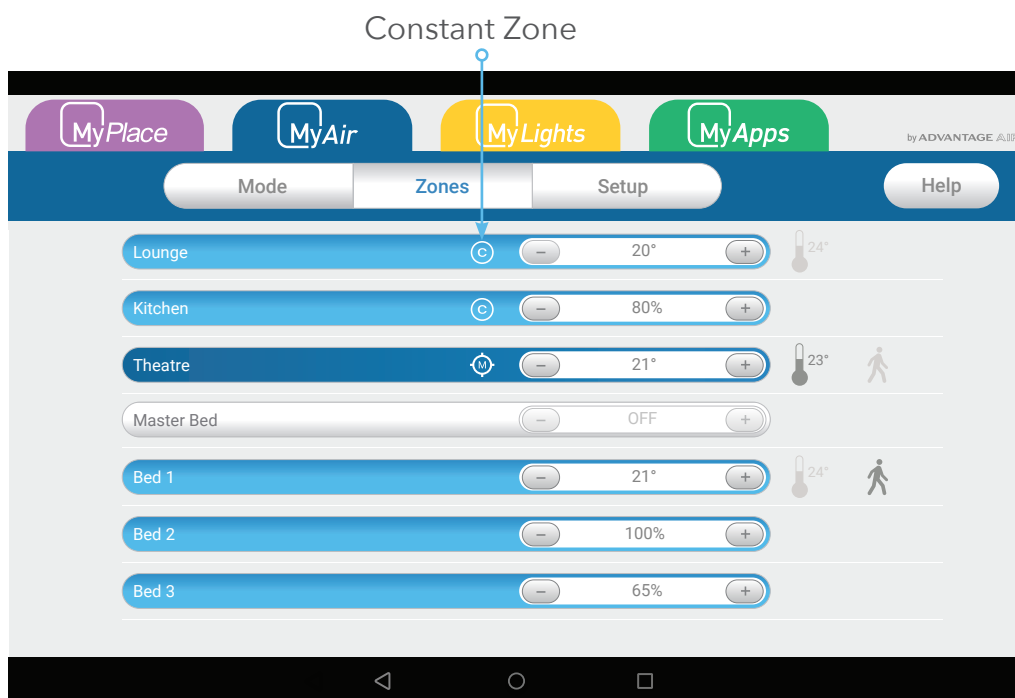 Constant Zone
MyPlace
MyAir
MyLights
MyApps
by ADVANTAGE AIR
Mode
Zones
Setup
Help
Lounge C − 20° + 24°
Kitchen C − 80% +
Theatre M − 21° + 23°
Master Bed − OFF +
Bed 1 − 21° + 24°
Bed 2 − 100% +
Bed 3 − 65% +